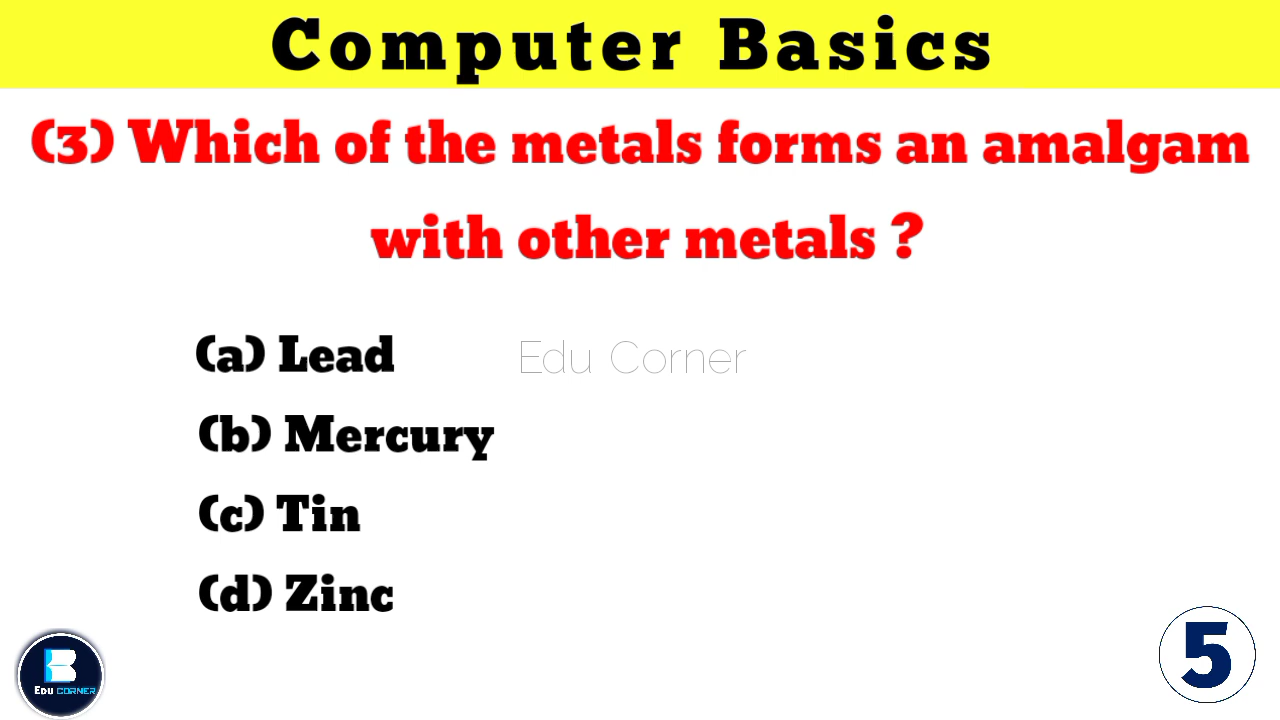 Computer Basics
(3) Which of the metals forms an amalgam
with other metals ?
(a) Lead
Edu Corner
(b) Mercury
(c) Tin
(d) Zinc
B
EDU CORNER
5